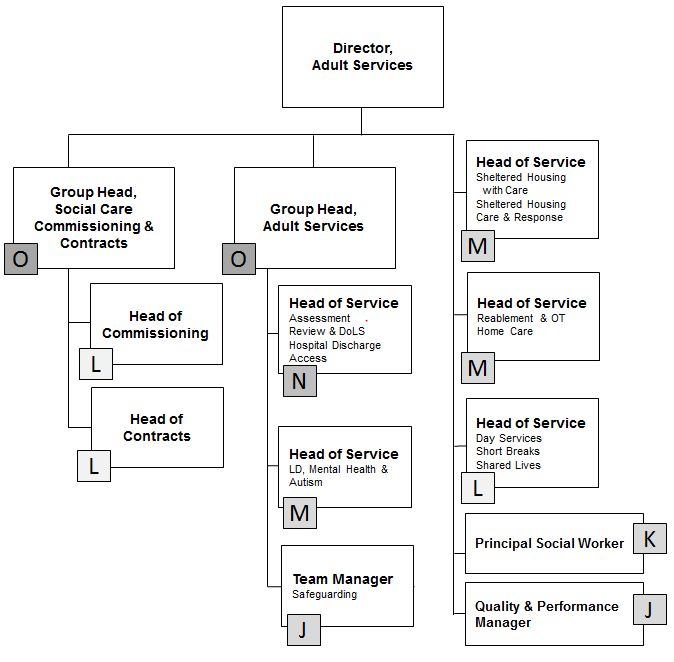 Director,
Adult Services
Group Head,
Social Care
Commissioning &
Contracts
O
Head of
Commissioning
L
Head of
Contracts
L
Group Head,
Adult Services
O
Head of Service
Assessment
Review & DoLS
Hospital Discharge
Access
N
Head of Service
LD, Mental Health &
Autism
M
Team Manager
Safeguarding
J
Head of Service
Sheltered Housing
with Care
Sheltered Housing
Care & Response
M
Head of Service
Reablement & OT
Home Care
M
Head of Service
Day Services
Short Breaks
Shared Lives
L
Principal Social Worker
K
Quality & Performance
Manager
J